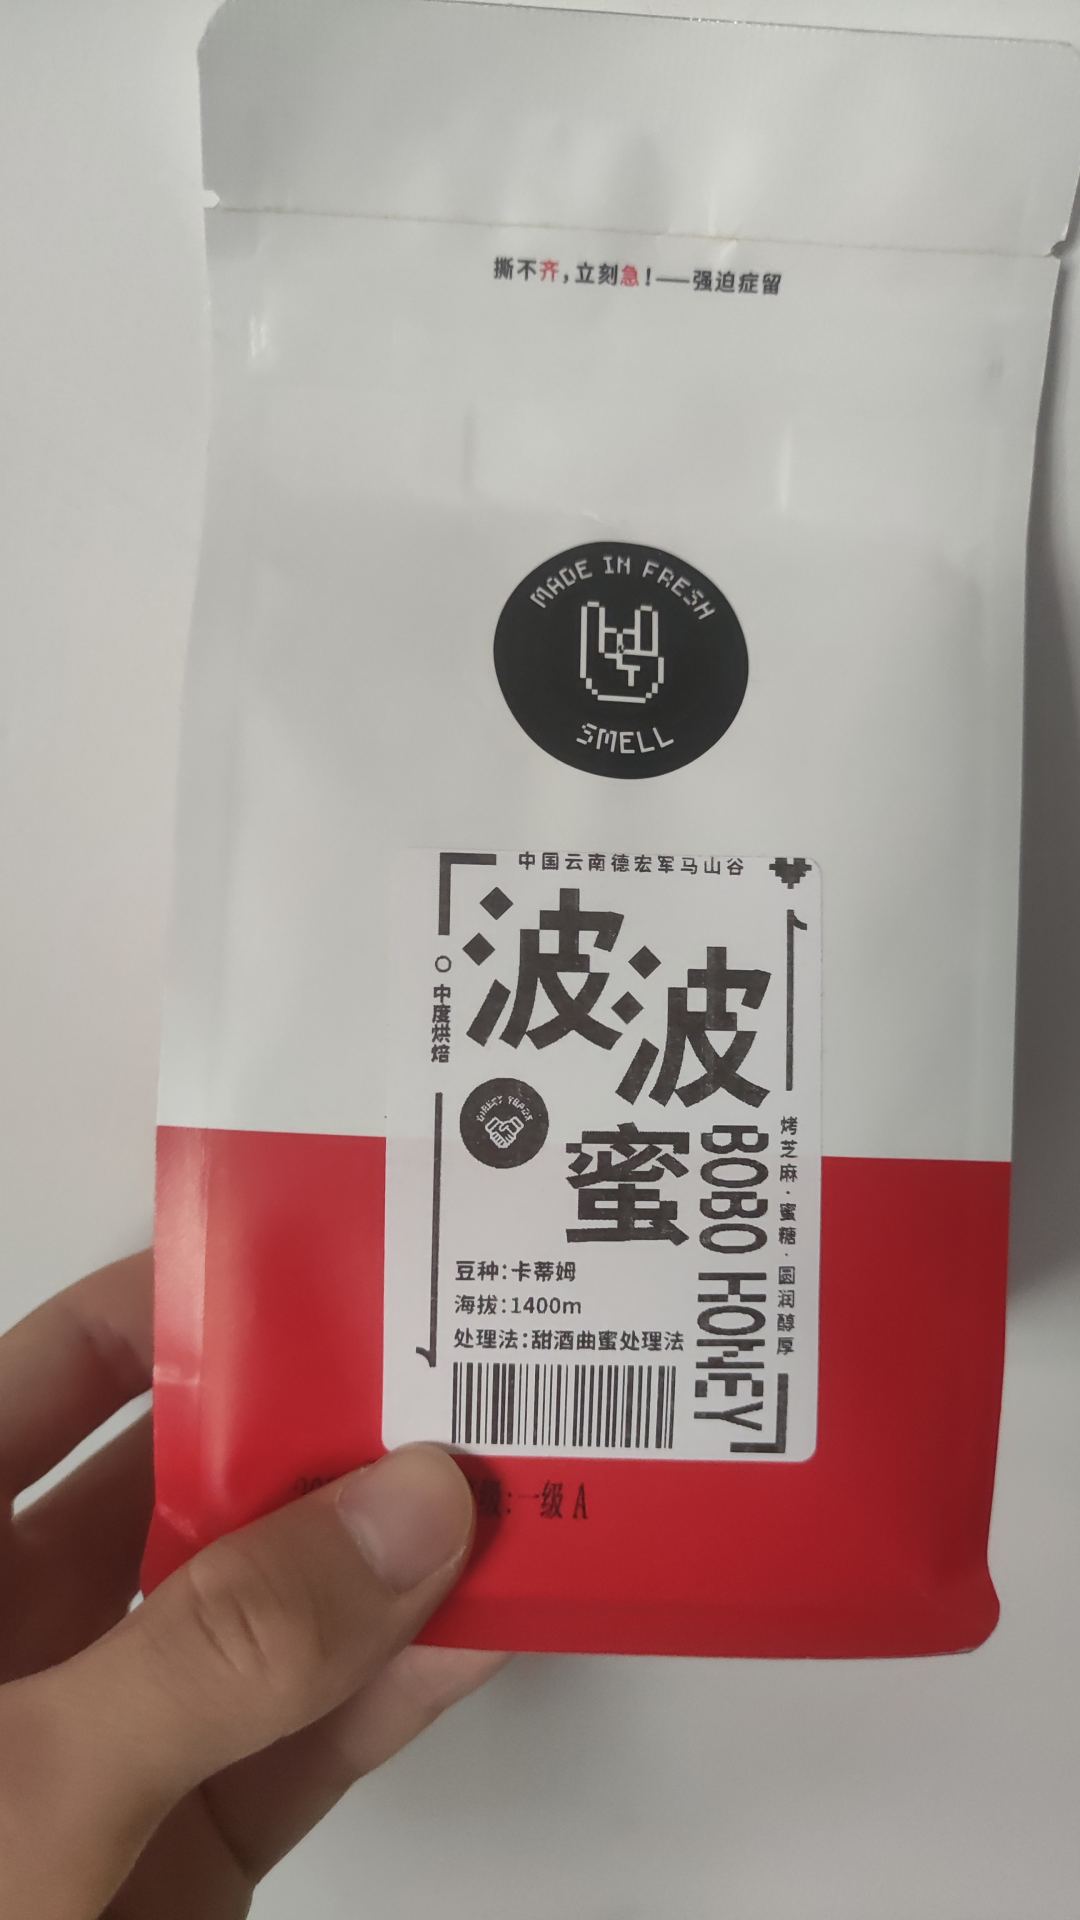 撕不齐,立刻急!——强迫症留
MADE IN FRESH
SMELL
中国云南德宏军马山谷
波波
蜜
BOBO HONEY
中度烘焙
DIRECT TRADE
烤芝麻·蜜糖·圆润醇厚
豆种:卡蒂姆
海拔:1400m
处理法:甜酒曲蜜处理法
级:一级 A